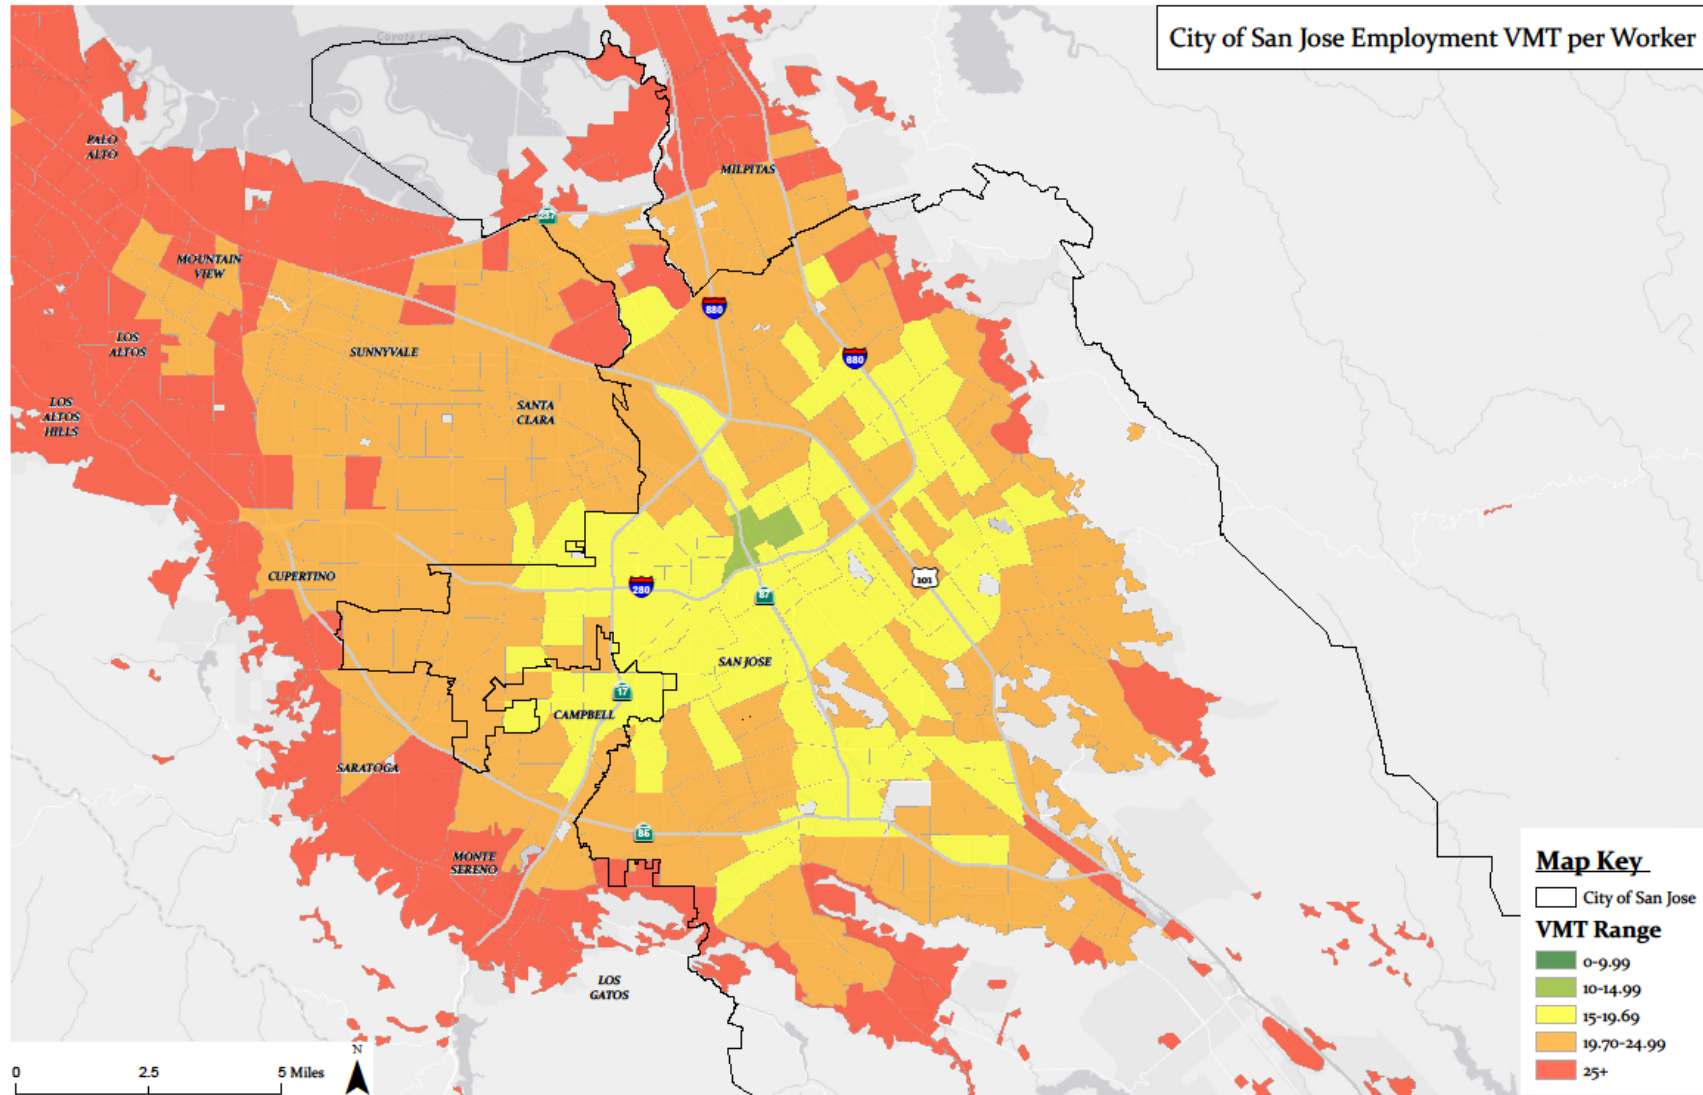 City of San Jose Employment VMT per Worker
PALO
ALTO
MILPITAS
237
MOUNTAIN
VIEW
880
LOS
ALTOS
SUNNYVALE
680
LOS
ALTOS
HILLS
SANTA
CLARA
CUPERTINO
280
101
87
SAN JOSE
17
CAMPBELL
SARATOGA
85
MONTE
SERENO
LOS
GATOS
Map Key
City of San Jose
VMT Range
0-9.99
10-14.99
15-19.69
19.70-24.99
25+
N
0 2.5 5 Miles